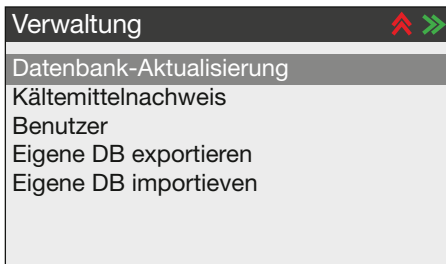 Verwaltung
Datenbank-Aktualisierung
Kältemittelnachweis
Benutzer
Eigene DB exportieren
Eigene DB importieven